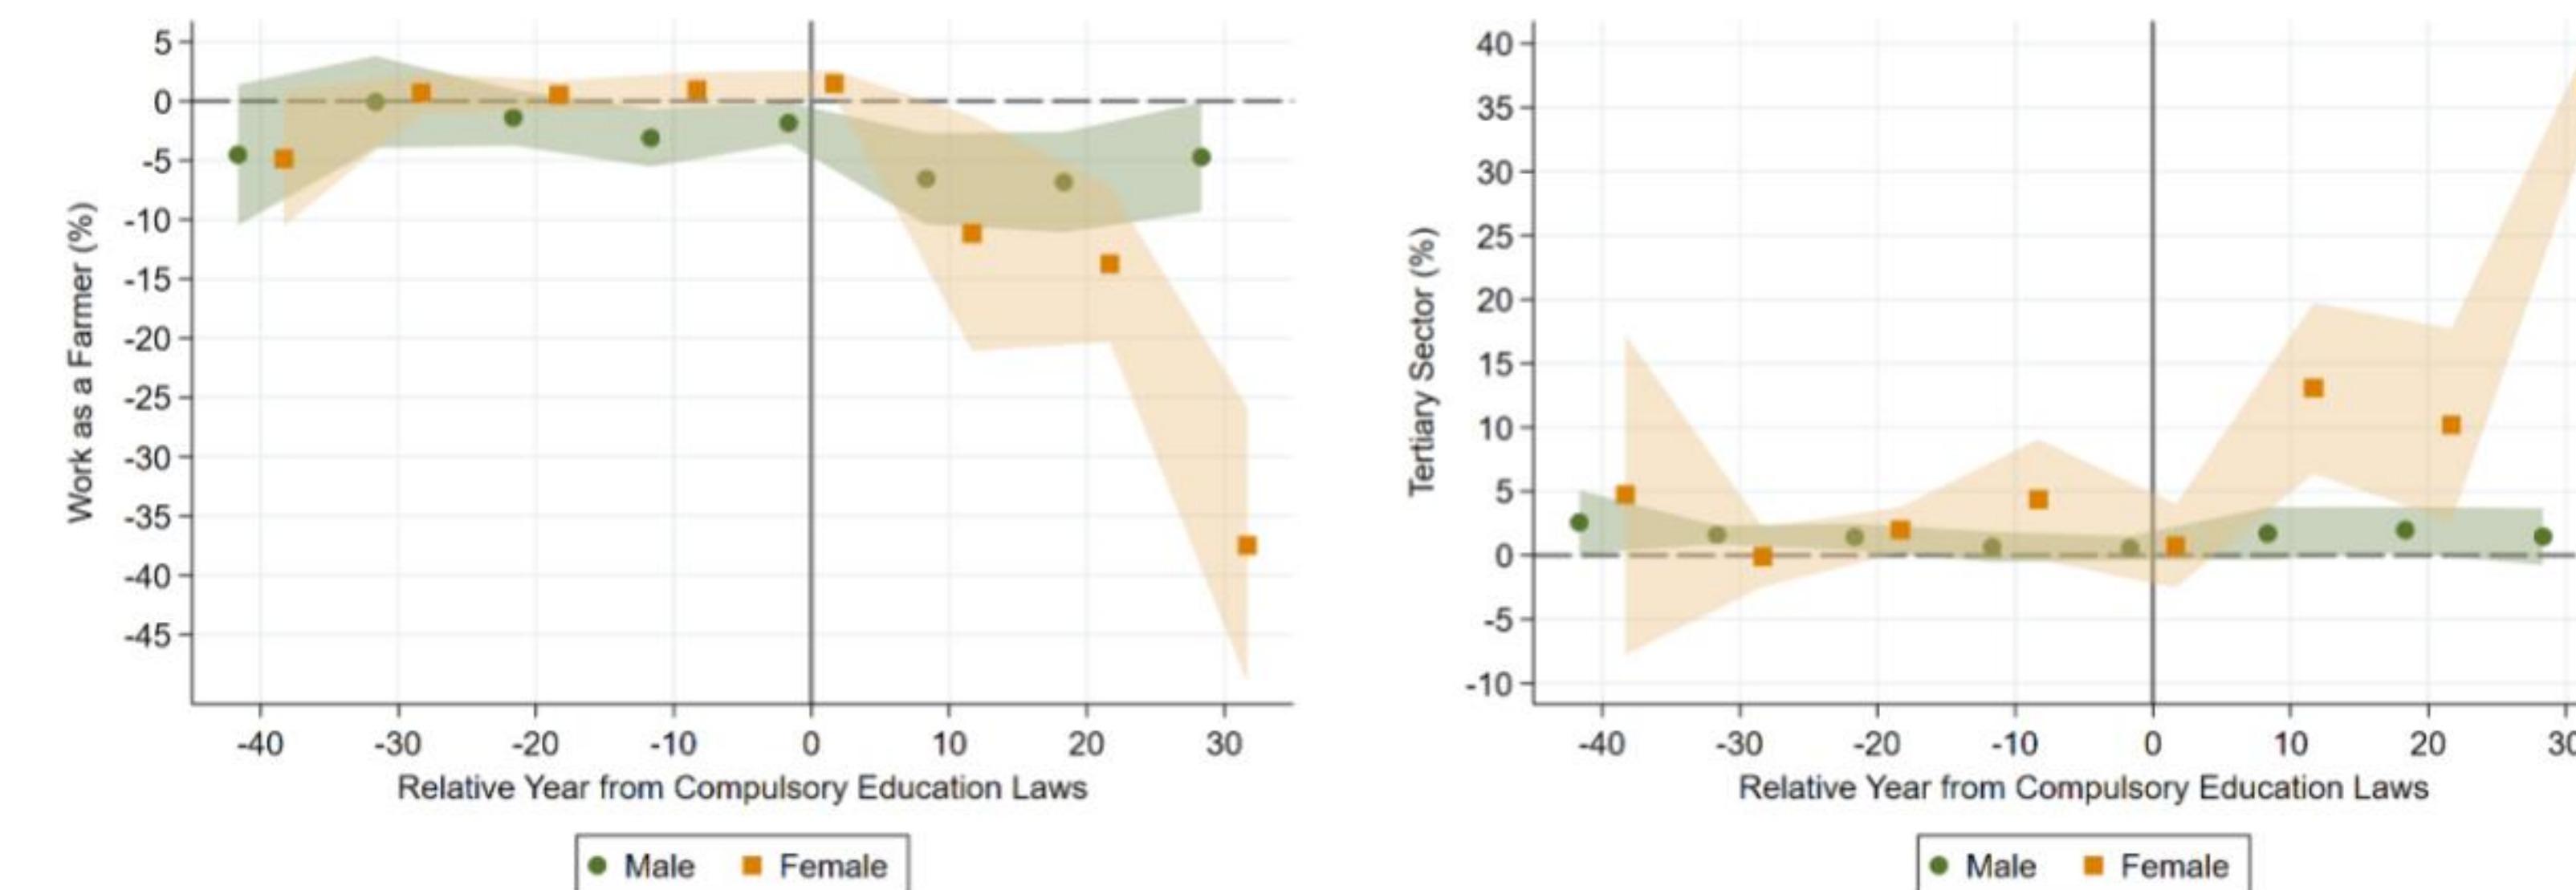 5
0
-5
-10
-15
-20
-25
-30
-35
-40
-45
Work as a Farmer (%)
-40 -30 -20 -10 0 10 20 30
Relative Year from Compulsory Education Laws
Male Female
40
35
30
25
20
15
10
5
0
-5
-10
Tertiary Sector (%)
-40 -30 -20 -10 0 10 20 30
Relative Year from Compulsory Education Laws
Male Female